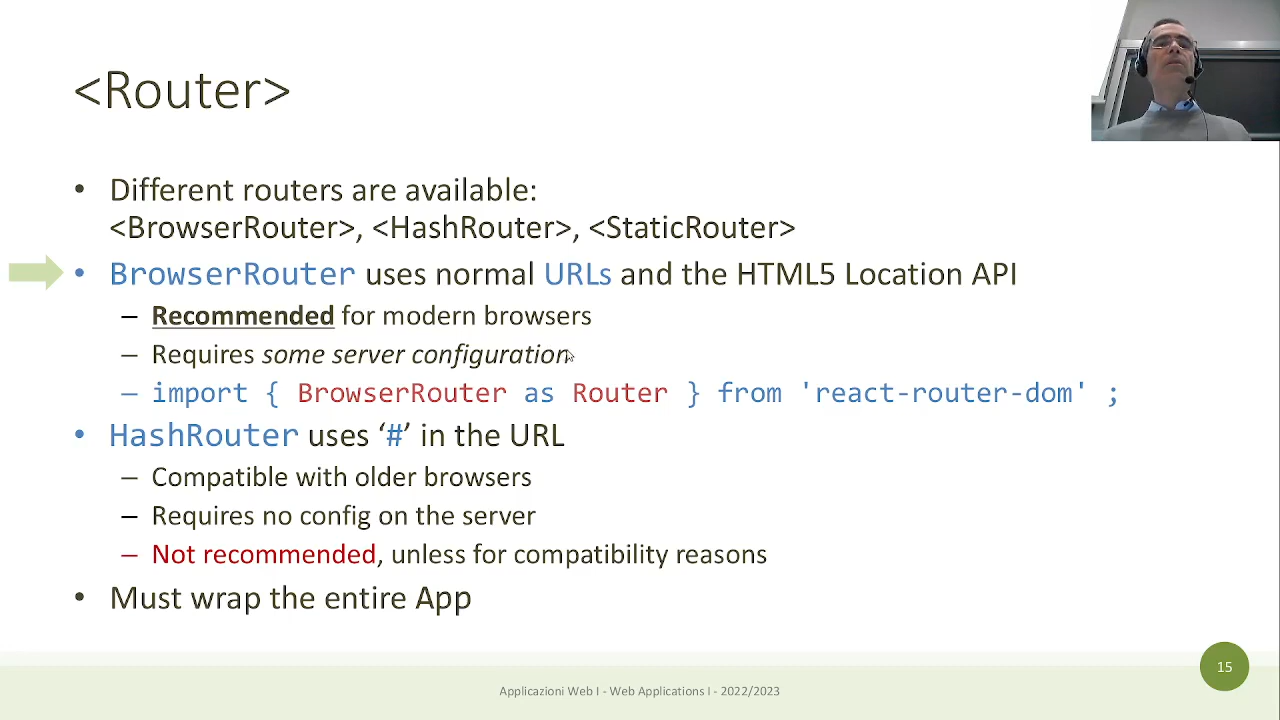 <Router>
• Different routers are available:
<BrowserRouter>, <HashRouter>, <StaticRouter>
• BrowserRouter uses normal URLs and the HTML5 Location API
– Recommended for modern browsers
– Requires some server configuration
– import { BrowserRouter as Router } from 'react-router-dom' ;
• HashRouter uses ‘#’ in the URL
– Compatible with older browsers
– Requires no config on the server
– Not recommended, unless for compatibility reasons
• Must wrap the entire App
Applicazioni Web I - Web Applications I - 2022/2023
15